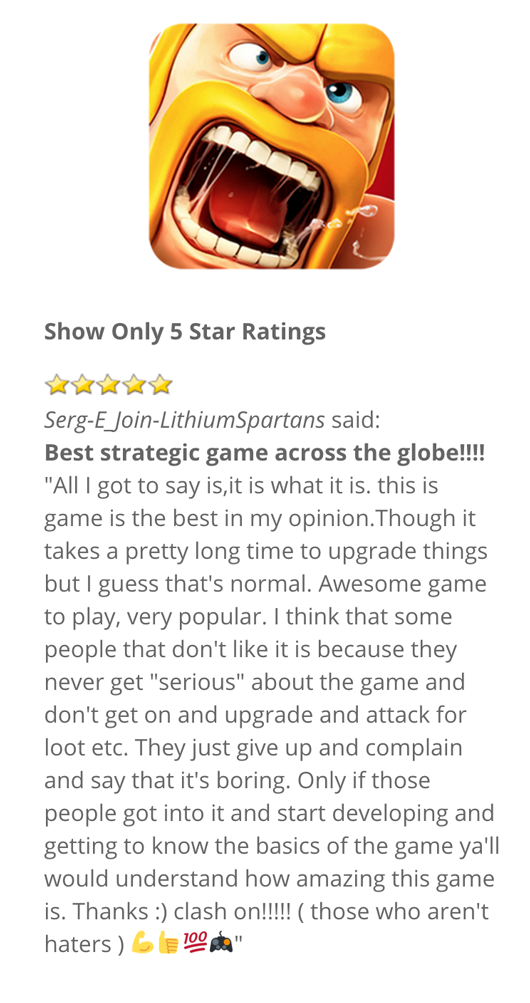 Show Only 5 Star Ratings
⭐⭐⭐⭐⭐
Serg-E_Join-LithiumSpartans said:
Best strategic game across the globe!!!!
"All I got to say is,it is what it is. this is
game is the best in my opinion.Though it
takes a pretty long time to upgrade things
but I guess that's normal. Awesome game
to play, very popular. I think that some
people that don't like it is because they
never get "serious" about the game and
don't get on and upgrade and attack for
loot etc. They just give up and complain
and say that it's boring. Only if those
people got into it and start developing and
getting to know the basics of the game ya'll
would understand how amazing this game
is. Thanks :) clash on!!!!! ( those who aren't
haters ) 💪👍💯🎮"